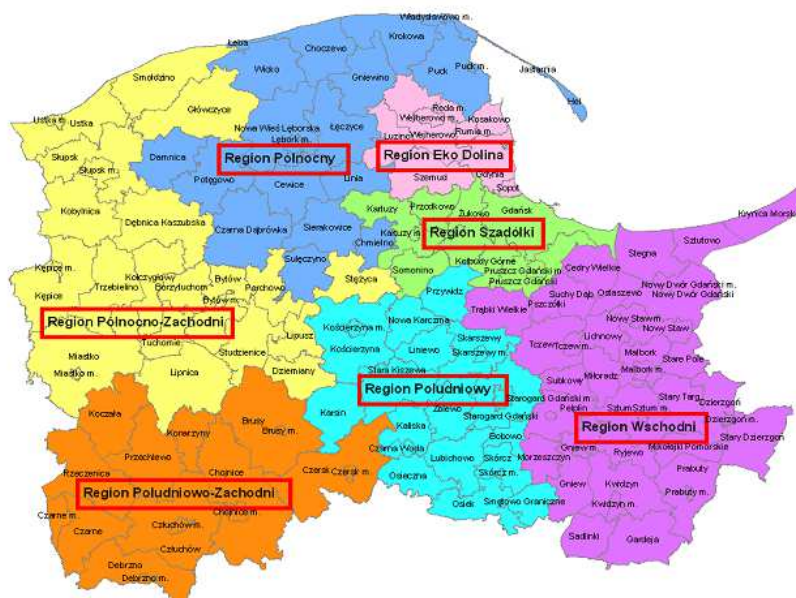 Władysławowo m.
Krokowa
Choczewo
Łeba
Wicko
Gniewino
Puck
Puck m.
Jastarnia
Hel
Smołdzino
Główczyce
Ustka m.
Ustka
Reda m.
Kosakowo
Wejherowo m.
Rumia m.
Luzino
Wejherowo
Nowa Wieś Lęborska
Łęczyce
Lębork m.
Słupsk
Słupsk m.
Damnica
Region Północny
Region Eko Dolina
Potęgowo
Cewice
Linia
Szemud
Gdynia
Sopot
Kobylnica
Dębnica Kaszubska
Czarna Dąbrówka
Sierakowice
Kartuzy
Przodkowo
Żukowo
Gdańsk
Kartuzy m.
Chmielno
Region Szadółki
Krynica Morska
Stegna
Sztutowo
Sulęczyno
Stężyca
Somonino
Kolbudy Górne
Pruszcz Gdański m.
Pruszcz Gdański
Cedry Wielkie
Kępice m.
Kępice
Kołczygłowy
Trzebielino
Borzytuchom
Bytów
Bytów m.
Parchowo
Przywidz
Trąbki Wielkie
Pszczółki
Suchy Dąb
Ostaszewo
Nowy Dwór Gdański m.
Nowy Dwór Gdański
Region Północno-Zachodni
Tuchomie
Studzienice
Lipusz
Kościerzyna m.
Kościerzyna
Nowa Karczma
Liniewo
Skarszewy
Skarszewy m.
Tczew
Tczew m.
Lichnowy
Nowy Staw m.
Nowy Staw
Miastko
Miastko m.
Lipnica
Dziemiany
Stara Kiszewa
Malbork
Malbork m.
Stare Pole
Subkowy
Miłoradz
Region Południowy
Karsin
Zblewo
Starogard Gdański m.
Starogard Gdański
Pelplin
Sztum
Sztum m.
Stary Targ
Dzierzgoń
Dzierzgoń m.
Region Wschodni
Stary Dzierzgoń
Mikołajki Pomorskie
Koczała
Konarzyny
Brusy
Brusy m.
Kaliska
Bobowo
Czarna Woda
Lubichowo
Skórcz
Skórcz m.
Morzeszczyn
Gniew m.
Gniew
Ryjewo
Przechlewo
Rzeczenica
Chojnice
Czersk
Czersk m.
Osieczna
Osiek
Smętowo Graniczne
Kwidzyn
Kwidzyn m.
Prabuty
Prabuty m.
Region Południowo-Zachodni
Chojnice m.
Czarne m.
Czarne
Człuchów m.
Człuchów
Debrzno
Debrzno m.
Sadlinki
Gardeja